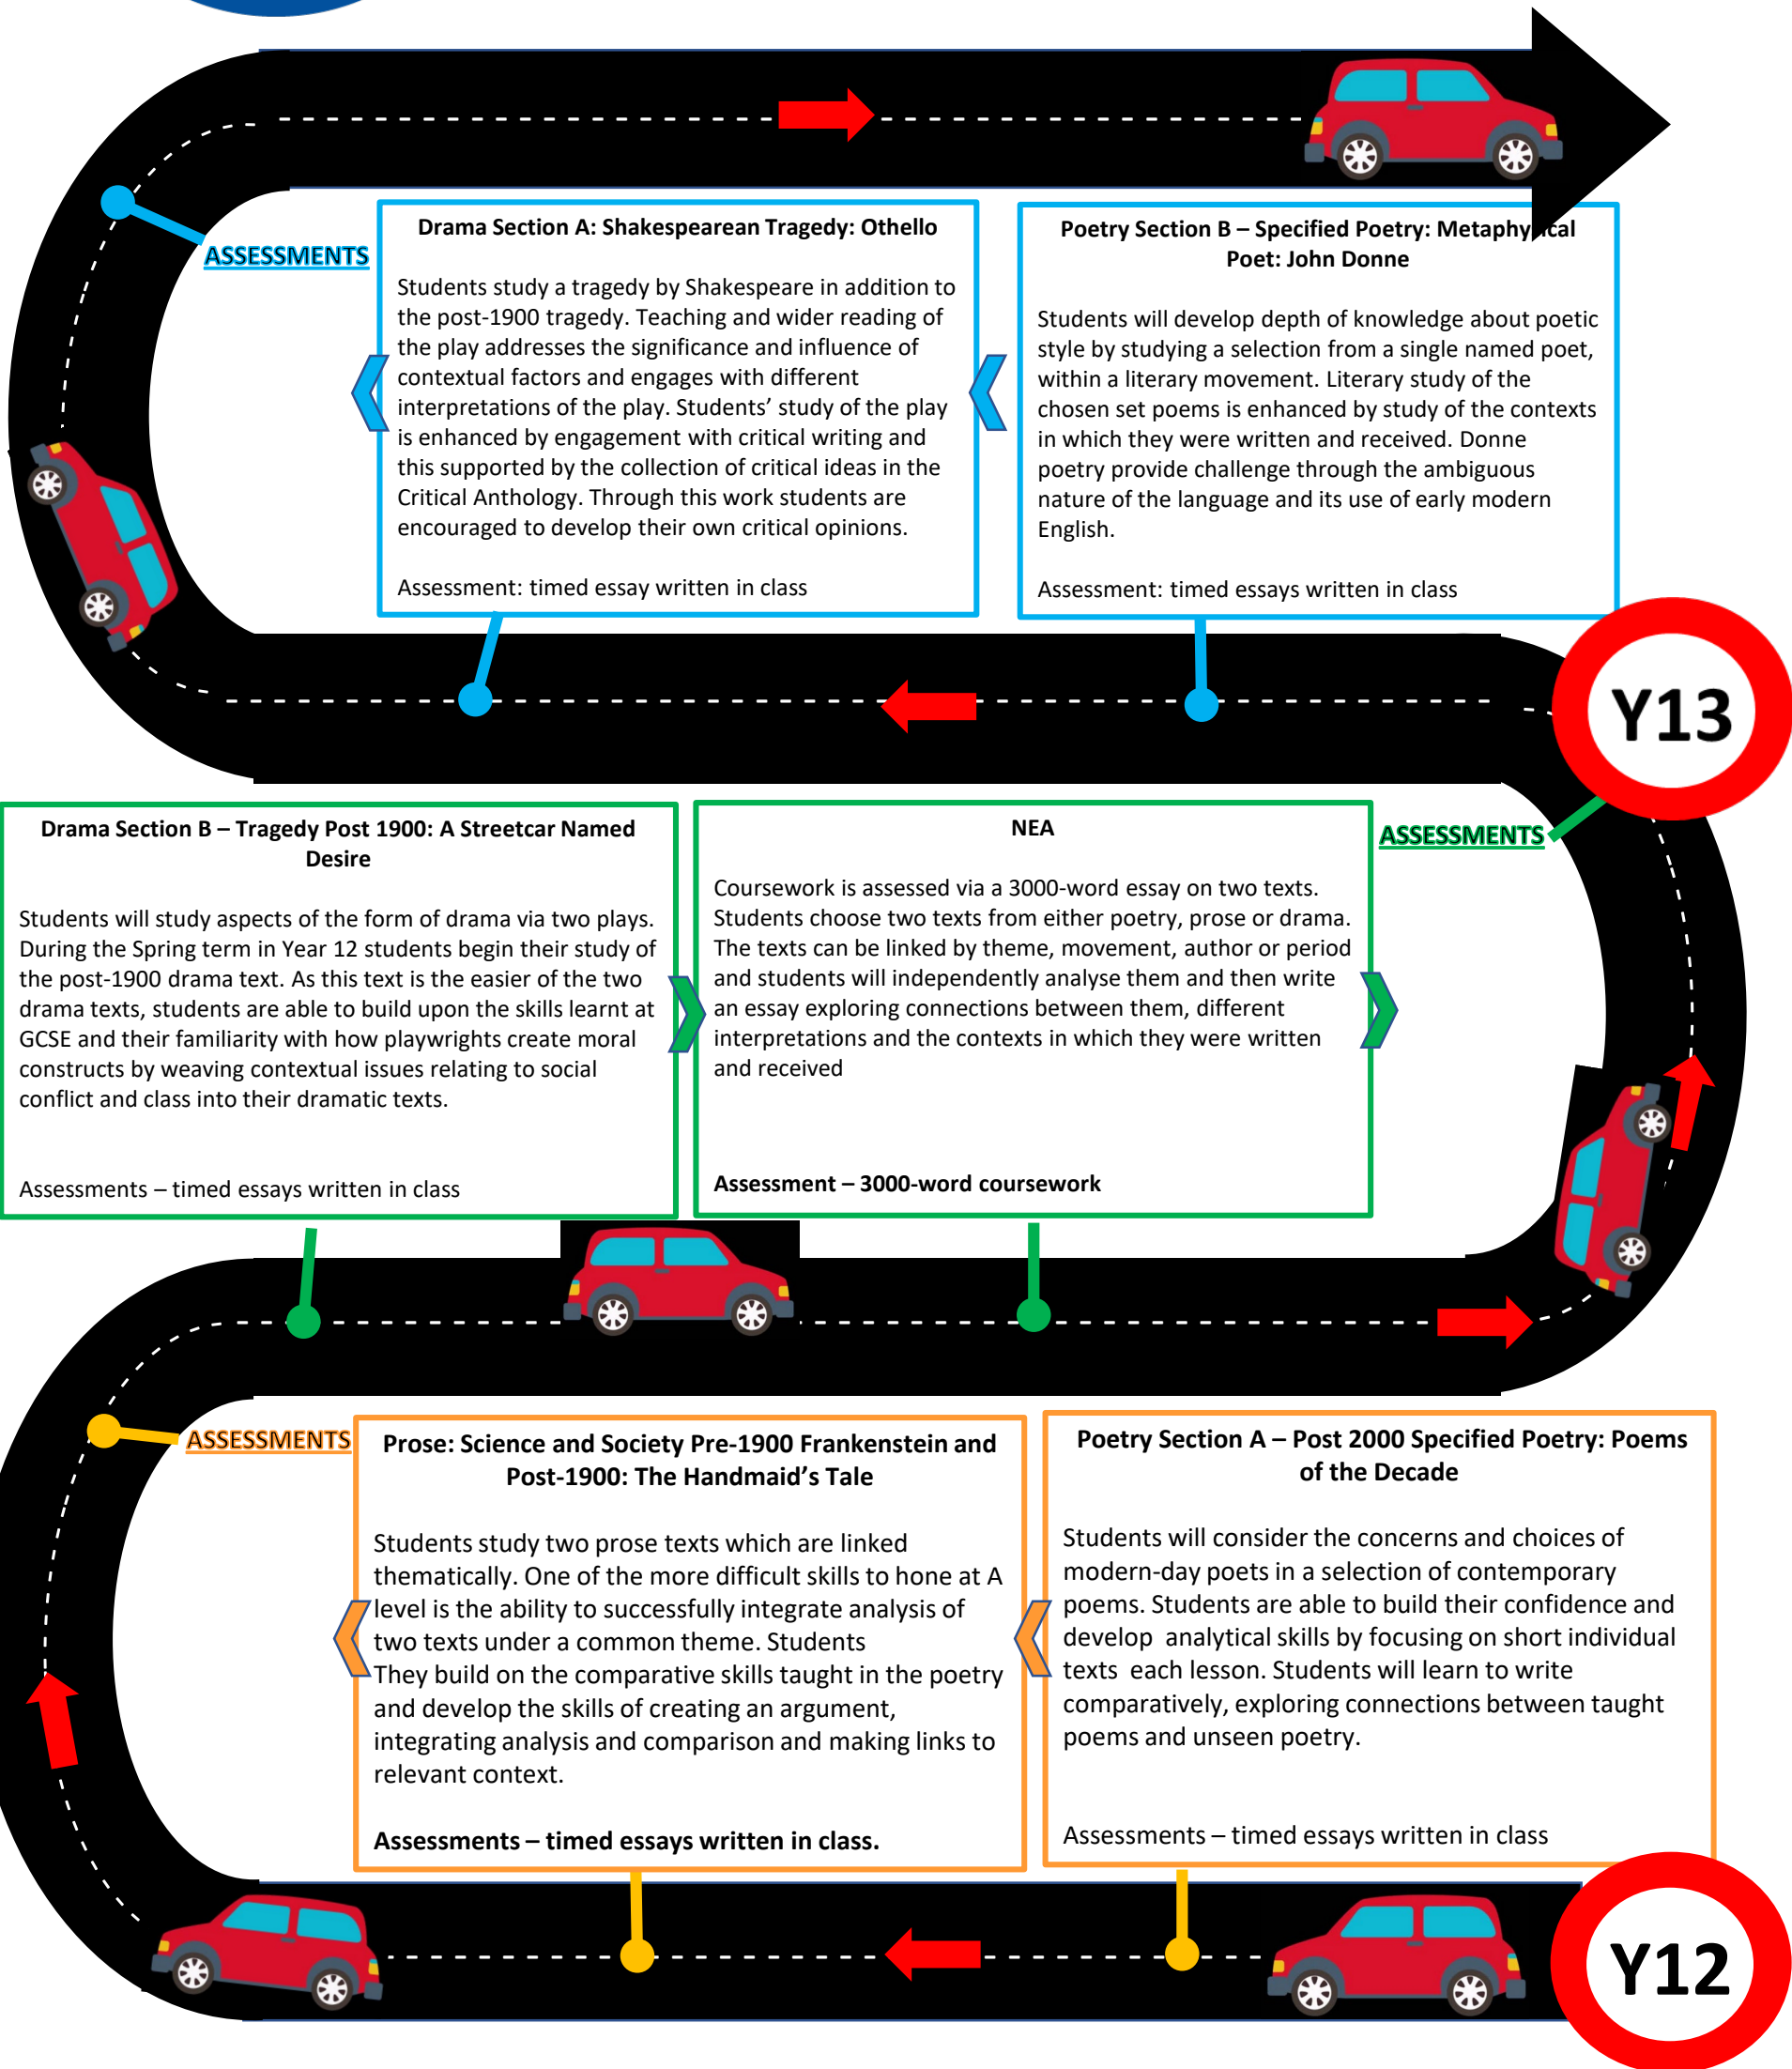 ASSESSMENTS
Drama Section A: Shakespearean Tragedy: Othello
Students study a tragedy by Shakespeare in addition to
the post-1900 tragedy. Teaching and wider reading of
the play addresses the significance and influence of
contextual factors and engages with different
interpretations of the play. Students’ study of the play
is enhanced by engagement with critical writing and
this supported by the collection of critical ideas in the
Critical Anthology. Through this work students are
encouraged to develop their own critical opinions.
Assessment: timed essay written in class
Poetry Section B – Specified Poetry: Metaphysical
Poet: John Donne
Students will develop depth of knowledge about poetic
style by studying a selection from a single named poet,
within a literary movement. Literary study of the
chosen set poems is enhanced by study of the contexts
in which they were written and received. Donne
poetry provide challenge through the ambiguous
nature of the language and its use of early modern
English.
Assessment: timed essays written in class
Y13
Drama Section B – Tragedy Post 1900: A Streetcar Named
Desire
Students will study aspects of the form of drama via two plays.
During the Spring term in Year 12 students begin their study of
the post-1900 drama text. As this text is the easier of the two
drama texts, students are able to build upon the skills learnt at
GCSE and their familiarity with how playwrights create moral
constructs by weaving contextual issues relating to social
conflict and class into their dramatic texts.
Assessments – timed essays written in class
NEA
Coursework is assessed via a 3000-word essay on two texts.
Students choose two texts from either poetry, prose or drama.
The texts can be linked by theme, movement, author or period
and students will independently analyse them and then write
an essay exploring connections between them, different
interpretations and the contexts in which they were written
and received
Assessment – 3000-word coursework
ASSESSMENTS
ASSESSMENTS
Prose: Science and Society Pre-1900 Frankenstein and
Post-1900: The Handmaid’s Tale
Students study two prose texts which are linked
thematically. One of the more difficult skills to hone at A
level is the ability to successfully integrate analysis of
two texts under a common theme. Students
They build on the comparative skills taught in the poetry
and develop the skills of creating an argument,
integrating analysis and comparison and making links to
relevant context.
Assessments – timed essays written in class.
Poetry Section A – Post 2000 Specified Poetry: Poems
of the Decade
Students will consider the concerns and choices of
modern-day poets in a selection of contemporary
poems. Students are able to build their confidence and
develop  analytical skills by focusing on short individual
texts  each lesson. Students will learn to write
comparatively, exploring connections between taught
poems and unseen poetry.
Assessments – timed essays written in class
Y12